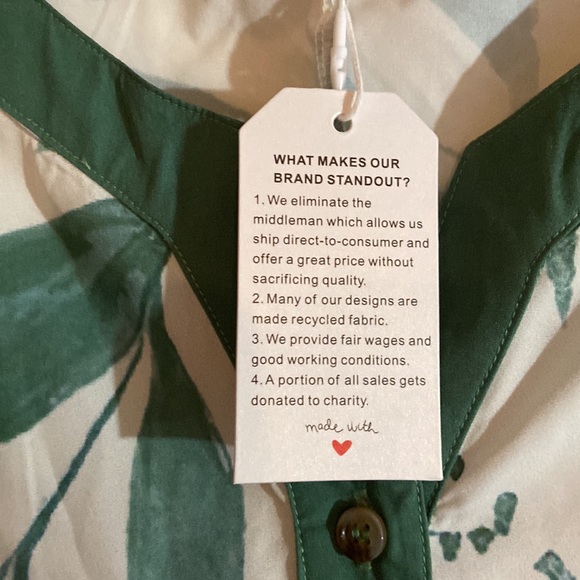 WHAT MAKES OUR
BRAND STANDOUT?
1. We eliminate the
middleman which allows us
ship direct-to-consumer and
offer a great price without
sacrificing quality.
2. Many of our designs are
made recycled fabric.
3. We provide fair wages and
good working conditions.
4. A portion of all sales gets
donated to charity.
made with